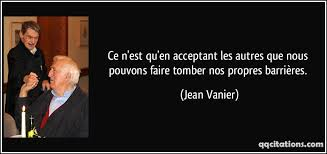 Ce n'est qu'en acceptant les autres que nous
pouvons faire tomber nos propres barrières.
(Jean Vanier)
qqcitations.com